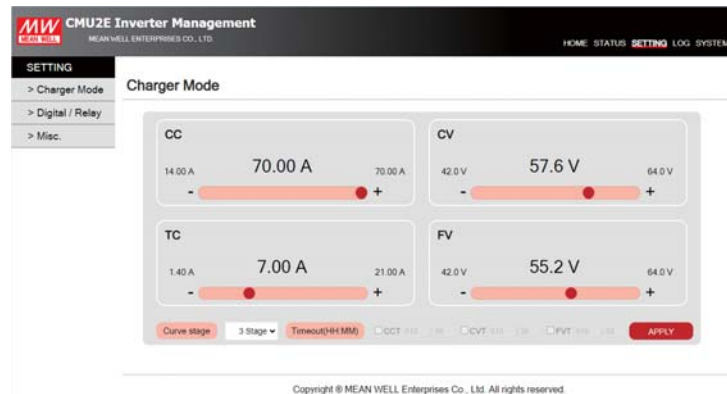 MW
MEAN WELL
CMU2E Inverter Management
MEAN WELL ENTERPRISES CO., LTD.
HOME STATUS SETTING LOG SYSTEM
SETTING
> Charger Mode
> Digital / Relay
> Misc.
Charger Mode
CC
14.00 A 70.00 A 70.00 A
- +
CV
42.0 V 57.6 V 64.0 V
- +
TC
1.40 A 7.00 A 21.00 A
- +
FV
42.0 V 55.2 V 64.0 V
- +
Curve stage 3 Stage Timeout(HH:MM) CCT CVT FVT APPLY
Copyright ® MEAN WELL Enterprises Co., Ltd. All rights reserved.